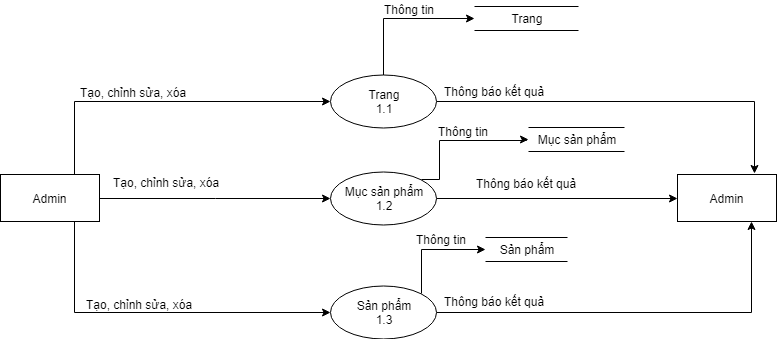 Thông tin
Trang
Tạo, chỉnh sửa, xóa
Trang
1.1
Thông báo kết quả
Thông tin
Mục sản phẩm
Admin
Tạo, chỉnh sửa, xóa
Mục sản phẩm
1.2
Thông báo kết quả
Admin
Thông tin
Sản phẩm
Tạo, chỉnh sửa, xóa
Sản phẩm
1.3
Thông báo kết quả